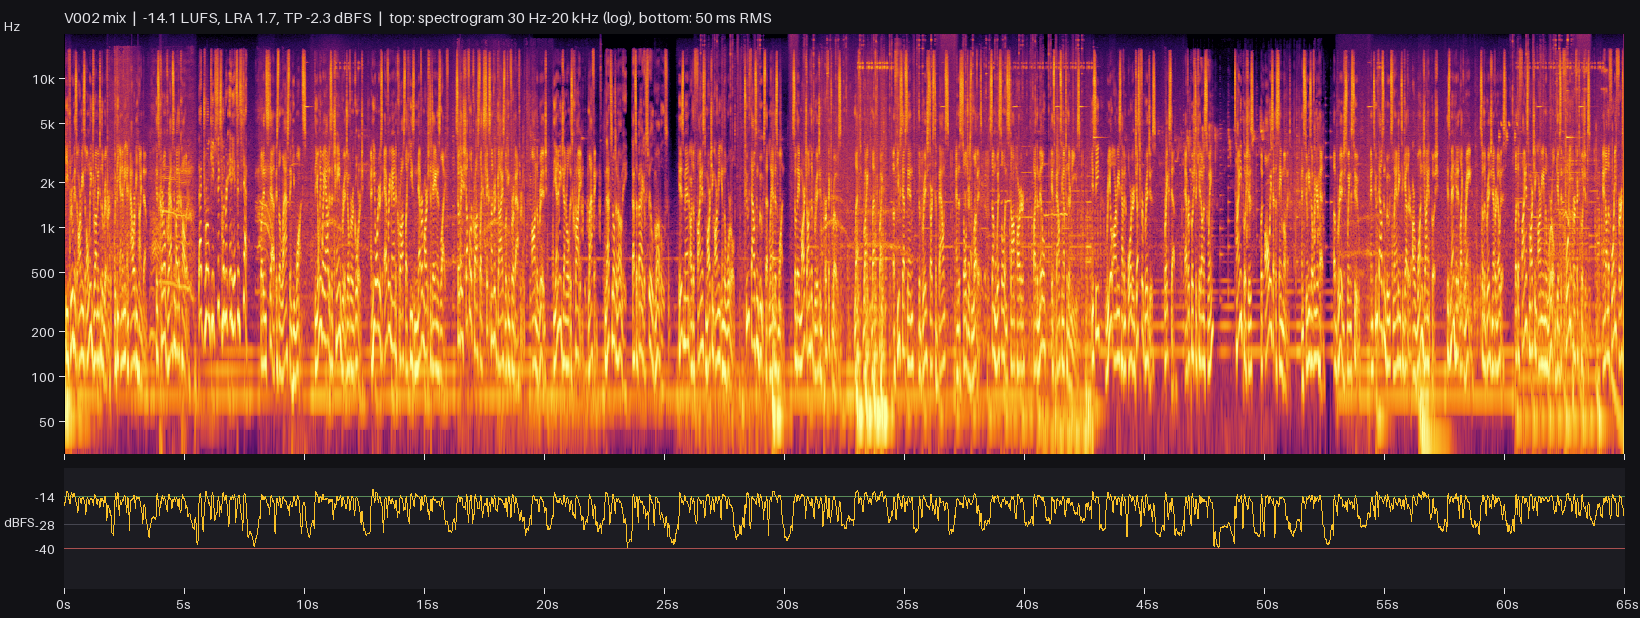 V002 mix | -14.1 LUFS, LRA 1.7, TP -2.3 dBFS | top: spectrogram 30 Hz-20 kHz (log), bottom: 50 ms RMS
Hz
10k
5k
2k
1k
500
200
100
50
-14
dBFS -28
-40
0s 5s 10s 15s 20s 25s 30s 35s 40s 45s 50s 55s 60s 65s